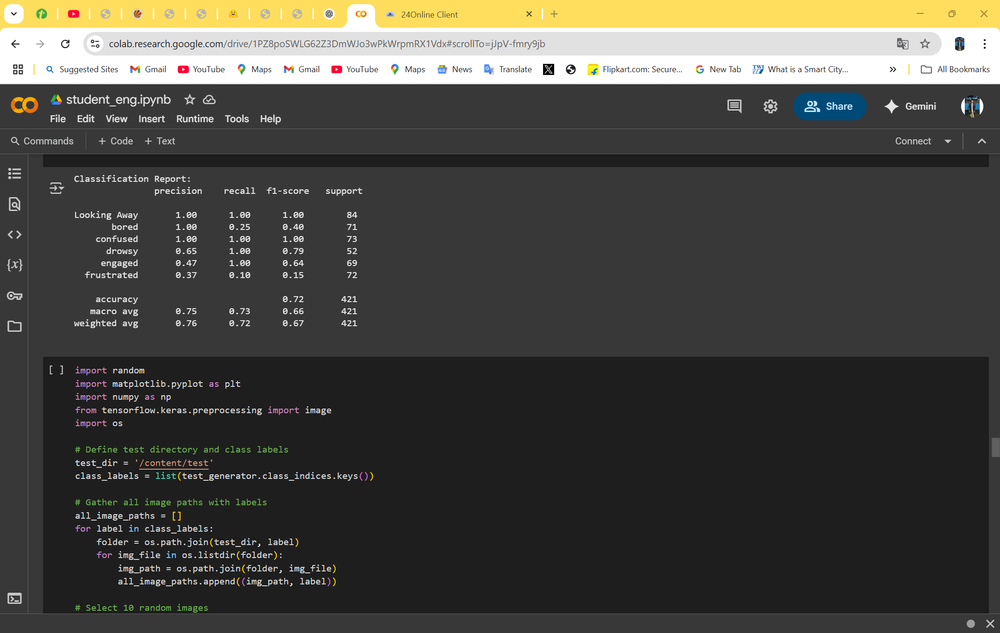 24Online Client
colab.research.google.com/drive/1PZ8poSWLG62Z3DmWJo3wPkWrpmRX1Vdx#scrollTo=jJpV-fmry9jb
Suggested Sites Gmail YouTube Maps Gmail YouTube Maps News Translate Flipkart.com: Secure... New Tab TWI What is a Smart City... All Bookmarks
student_eng.ipynb
File Edit View Insert Runtime Tools Help
Share Gemini
Commands + Code + Text Connect
Classification Report:
precision recall f1-score support
Looking Away 1.00 1.00 1.00 84
bored 1.00 0.25 0.40 71
confused 1.00 1.00 1.00 73
drowsy 0.65 1.00 0.79 52
engaged 0.47 1.00 0.64 69
frustrated 0.37 0.10 0.15 72
accuracy 0.72 421
macro avg 0.75 0.73 0.66 421
weighted avg 0.76 0.72 0.67 421
[ ] import random
import matplotlib.pyplot as plt
import numpy as np
from tensorflow.keras.preprocessing import image
import os
# Define test directory and class labels
test_dir = '/content/test'
class_labels = list(test_generator.class_indices.keys())
# Gather all image paths with labels
all_image_paths = []
for label in class_labels:
    folder = os.path.join(test_dir, label)
    for img_file in os.listdir(folder):
        img_path = os.path.join(folder, img_file)
        all_image_paths.append((img_path, label))
# Select 10 random images